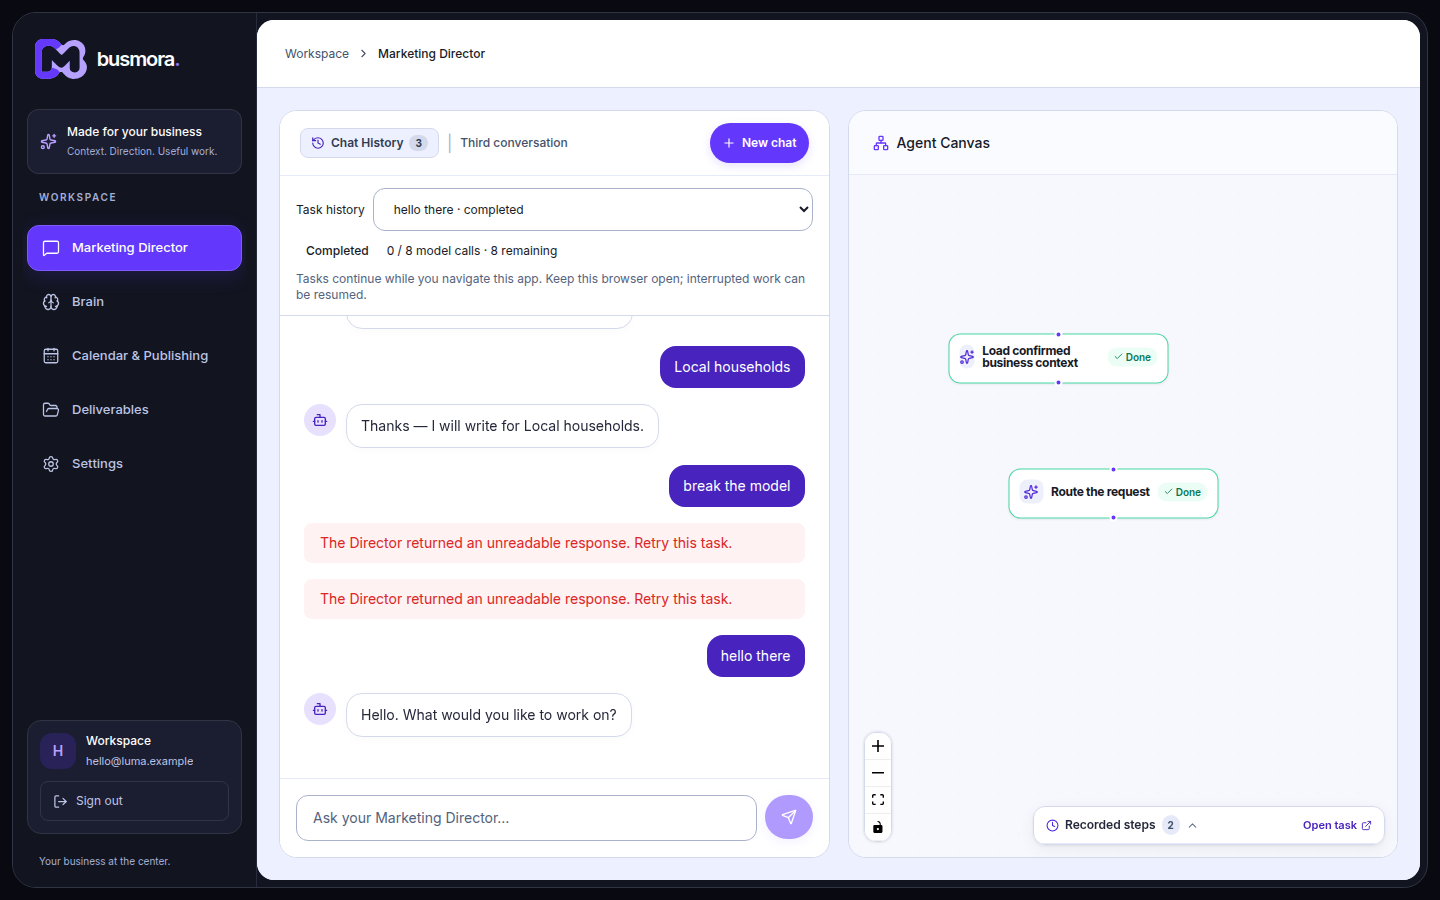 busmora.
Made for your business
Context. Direction. Useful work.
WORKSPACE
Marketing Director
Brain
Calendar & Publishing
Deliverables
Settings
H
Workspace
hello@luma.example
Sign out
Your business at the center.
Workspace > Marketing Director
Chat History 3
Third conversation
+ New chat
Task history
hello there · completed
Completed 0 / 8 model calls · 8 remaining
Tasks continue while you navigate this app. Keep this browser open; interrupted work can
be resumed.
Local households
Thanks — I will write for Local households.
break the model
The Director returned an unreadable response. Retry this task.
The Director returned an unreadable response. Retry this task.
hello there
Hello. What would you like to work on?
Ask your Marketing Director...
Agent Canvas
Load confirmed
business context
Done
Route the request
Done
Recorded steps 2
Open task